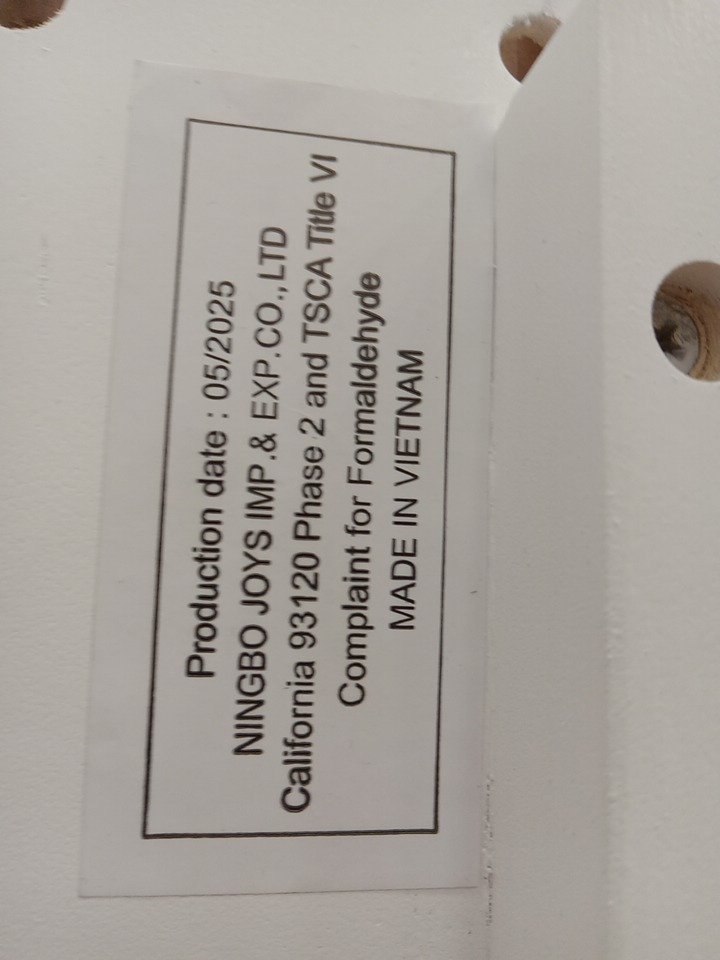 Production date : 05/2025
NINGBO JOYS IMP.& EXP.CO.,LTD
California 93120 Phase 2 and TSCA Title VI
Complaint for Formaldehyde
MADE IN VIETNAM